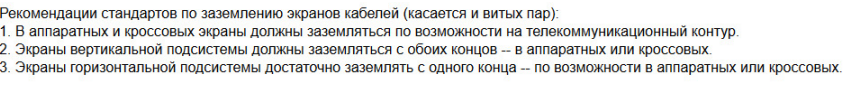 Рекомендации стандартов по заземлению экранов кабелей (касается и витых пар):
1. В аппаратных и кроссовых экраны должны заземляться по возможности на телекоммуникационный контур.
2. Экраны вертикальной подсистемы должны заземляться с обоих концов -- в аппаратных или кроссовых.
3. Экраны горизонтальной подсистемы достаточно заземлять с одного конца -- по возможности в аппаратных или кроссовых.